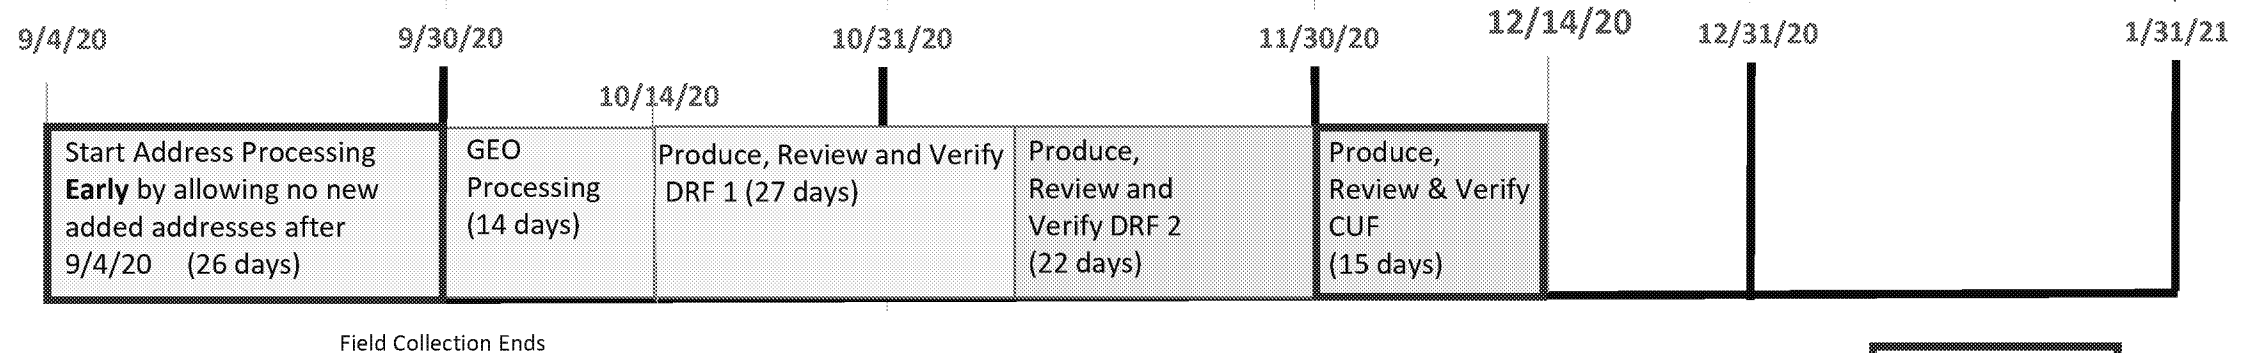 9/4/20 9/30/20 10/31/20 11/30/20 12/14/20 12/31/20 1/31/21
10/14/20
Start Address Processing
Early by allowing no new
added addresses after
9/4/20 (26 days)
GEO
Processing
(14 days)
Produce, Review and Verify
DRF 1 (27 days)
Produce,
Review and
Verify DRF 2
(22 days)
Produce,
Review & Verify
CUF
(15 days)
Field Collection Ends